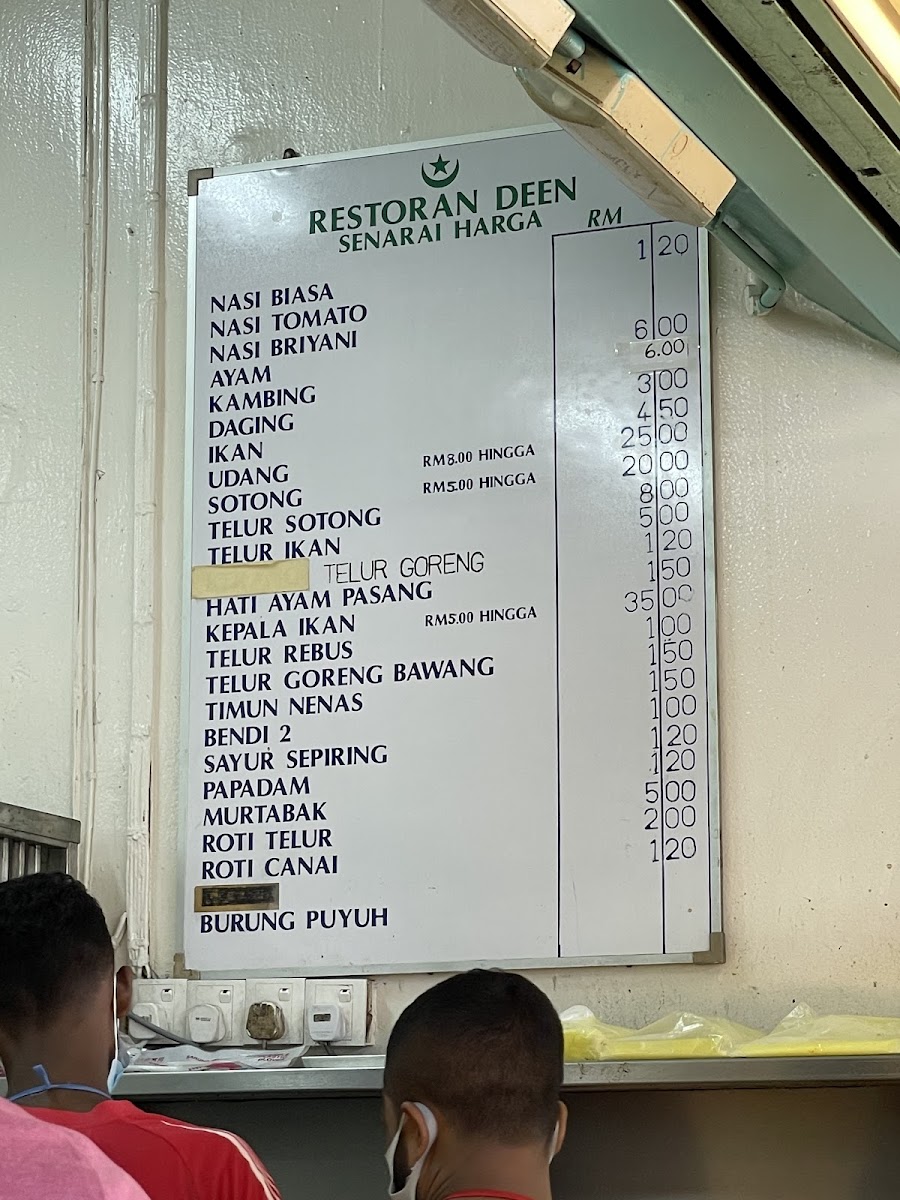 RESTORAN DEEN
SENARAI HARGA RM
NASI BIASA 1 20
NASI TOMATO
NASI BRIYANI
AYAM 6 00
KAMBING 6.00
DAGING 3 00
IKAN 4 50
UDANG RM8.00 HINGGA 25 00
SOTONG RM5.00 HINGGA 20 00
TELUR SOTONG 8 00
TELUR IKAN 5 00
TELUR GORENG 1 20
HATI AYAM PASANG 1 50
KEPALA IKAN RM5.00 HINGGA 35 00
TELUR REBUS 1 00
TELUR GORENG BAWANG 1 50
TIMUN NENAS 1 50
BENDI 2 1 00
SAYUR SEPIRING 1 20
PAPADAM 1 20
MURTABAK 5 00
ROTI TELUR 2 00
ROTI CANAI 1 20
BURUNG PUYUH